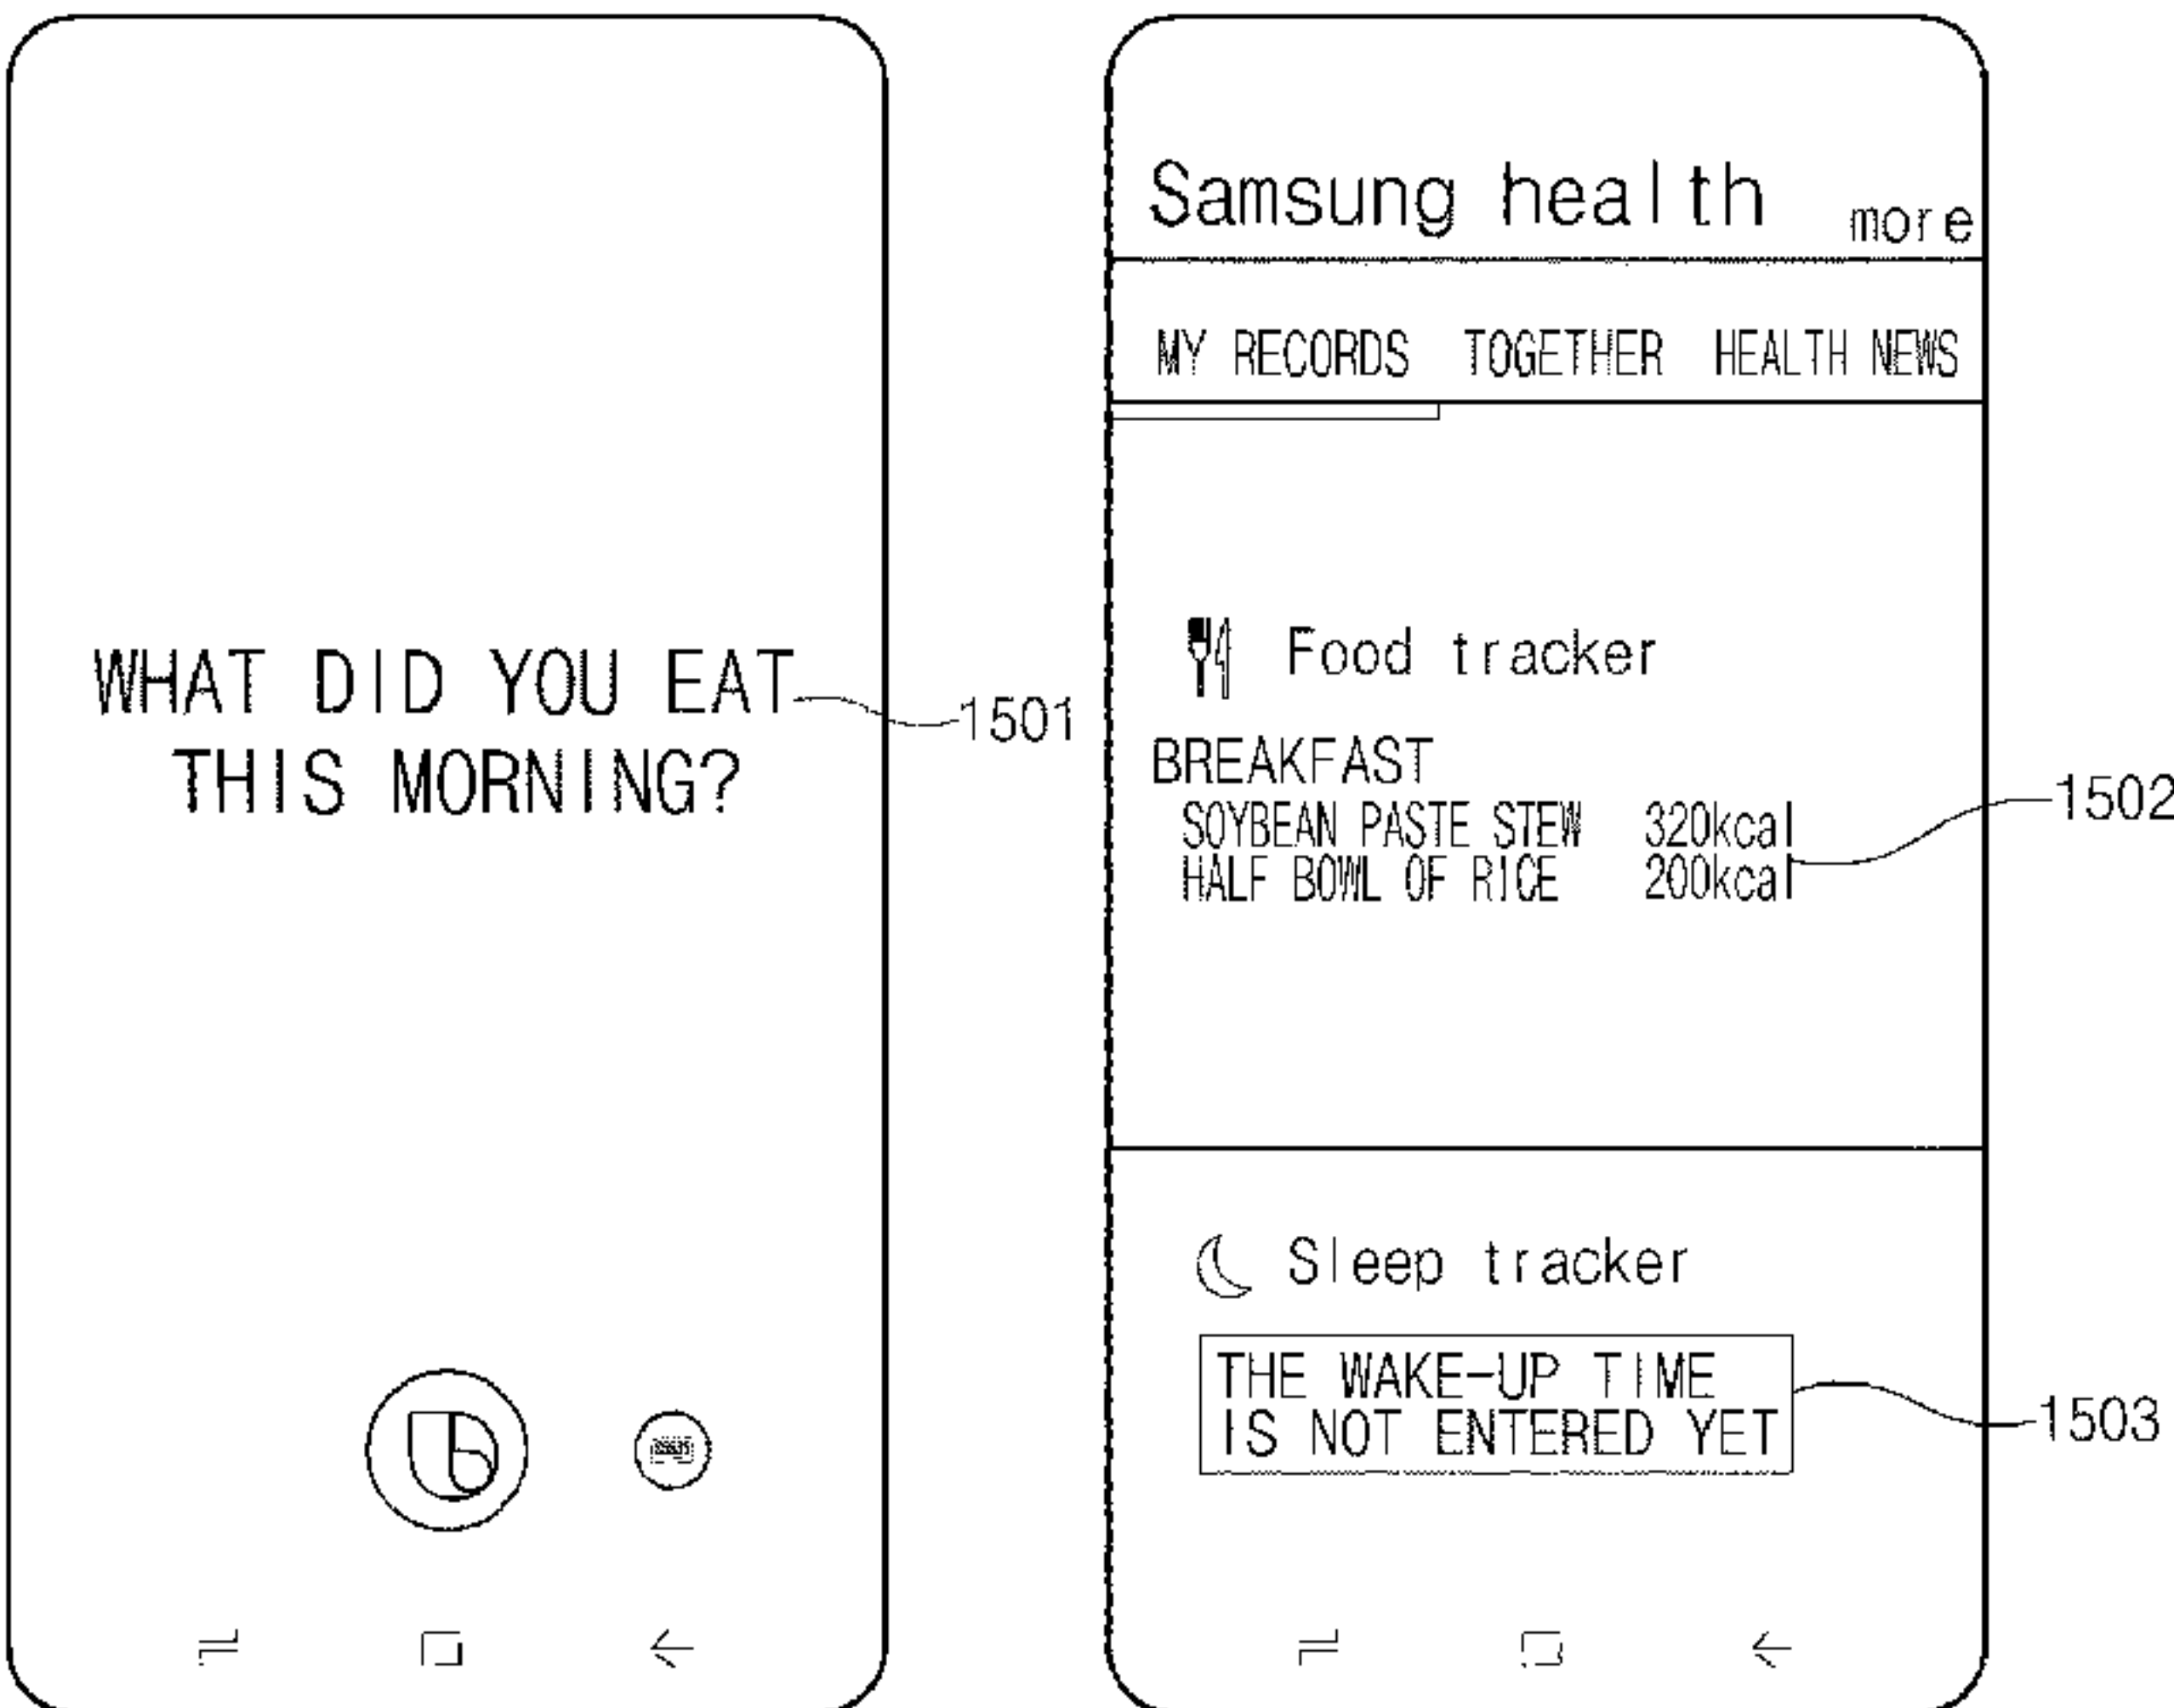 WHAT DID YOU EAT
THIS MORNING?
1501
Samsung health more
MY RECORDS TOGETHER HEALTH NEWS
Food tracker
BREAKFAST
SOYBEAN PASTE STEW 320kcal
HALF BOWL OF RICE 200kcal
1502
Sleep tracker
THE WAKE-UP TIME
IS NOT ENTERED YET
1503